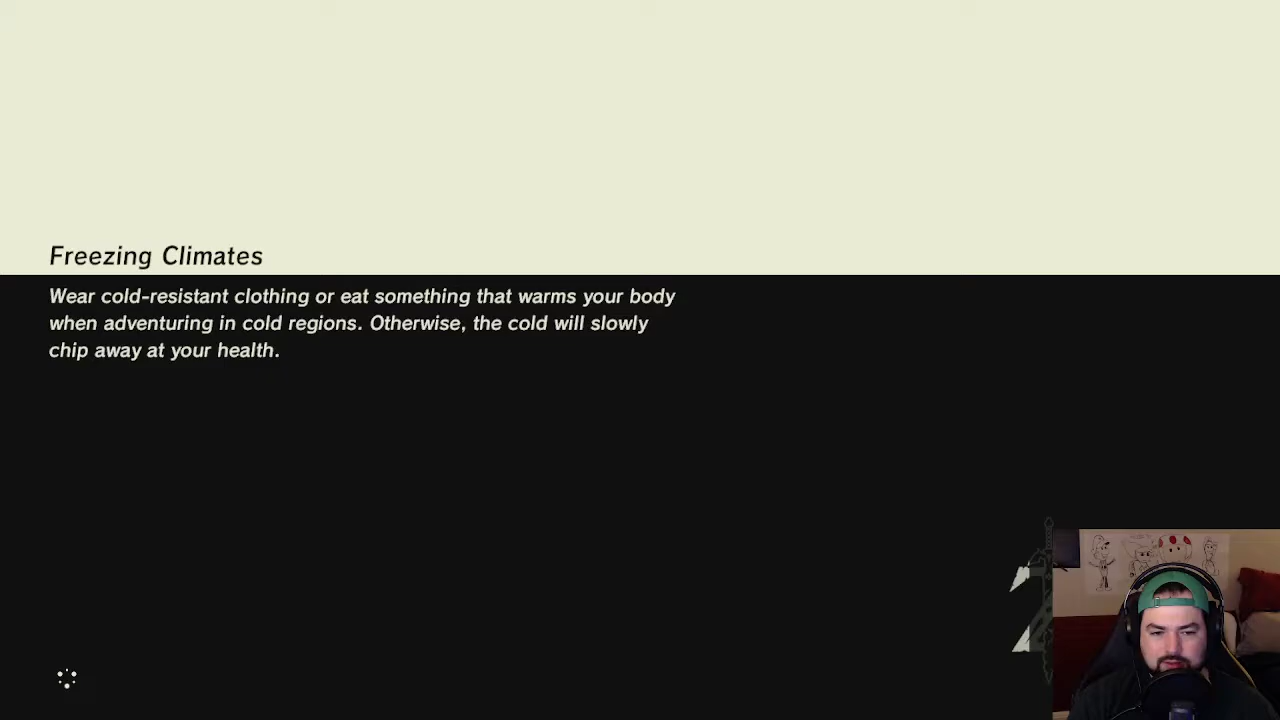 Freezing Climates
Wear cold-resistant clothing or eat something that warms your body
when adventuring in cold regions. Otherwise, the cold will slowly
chip away at your health.